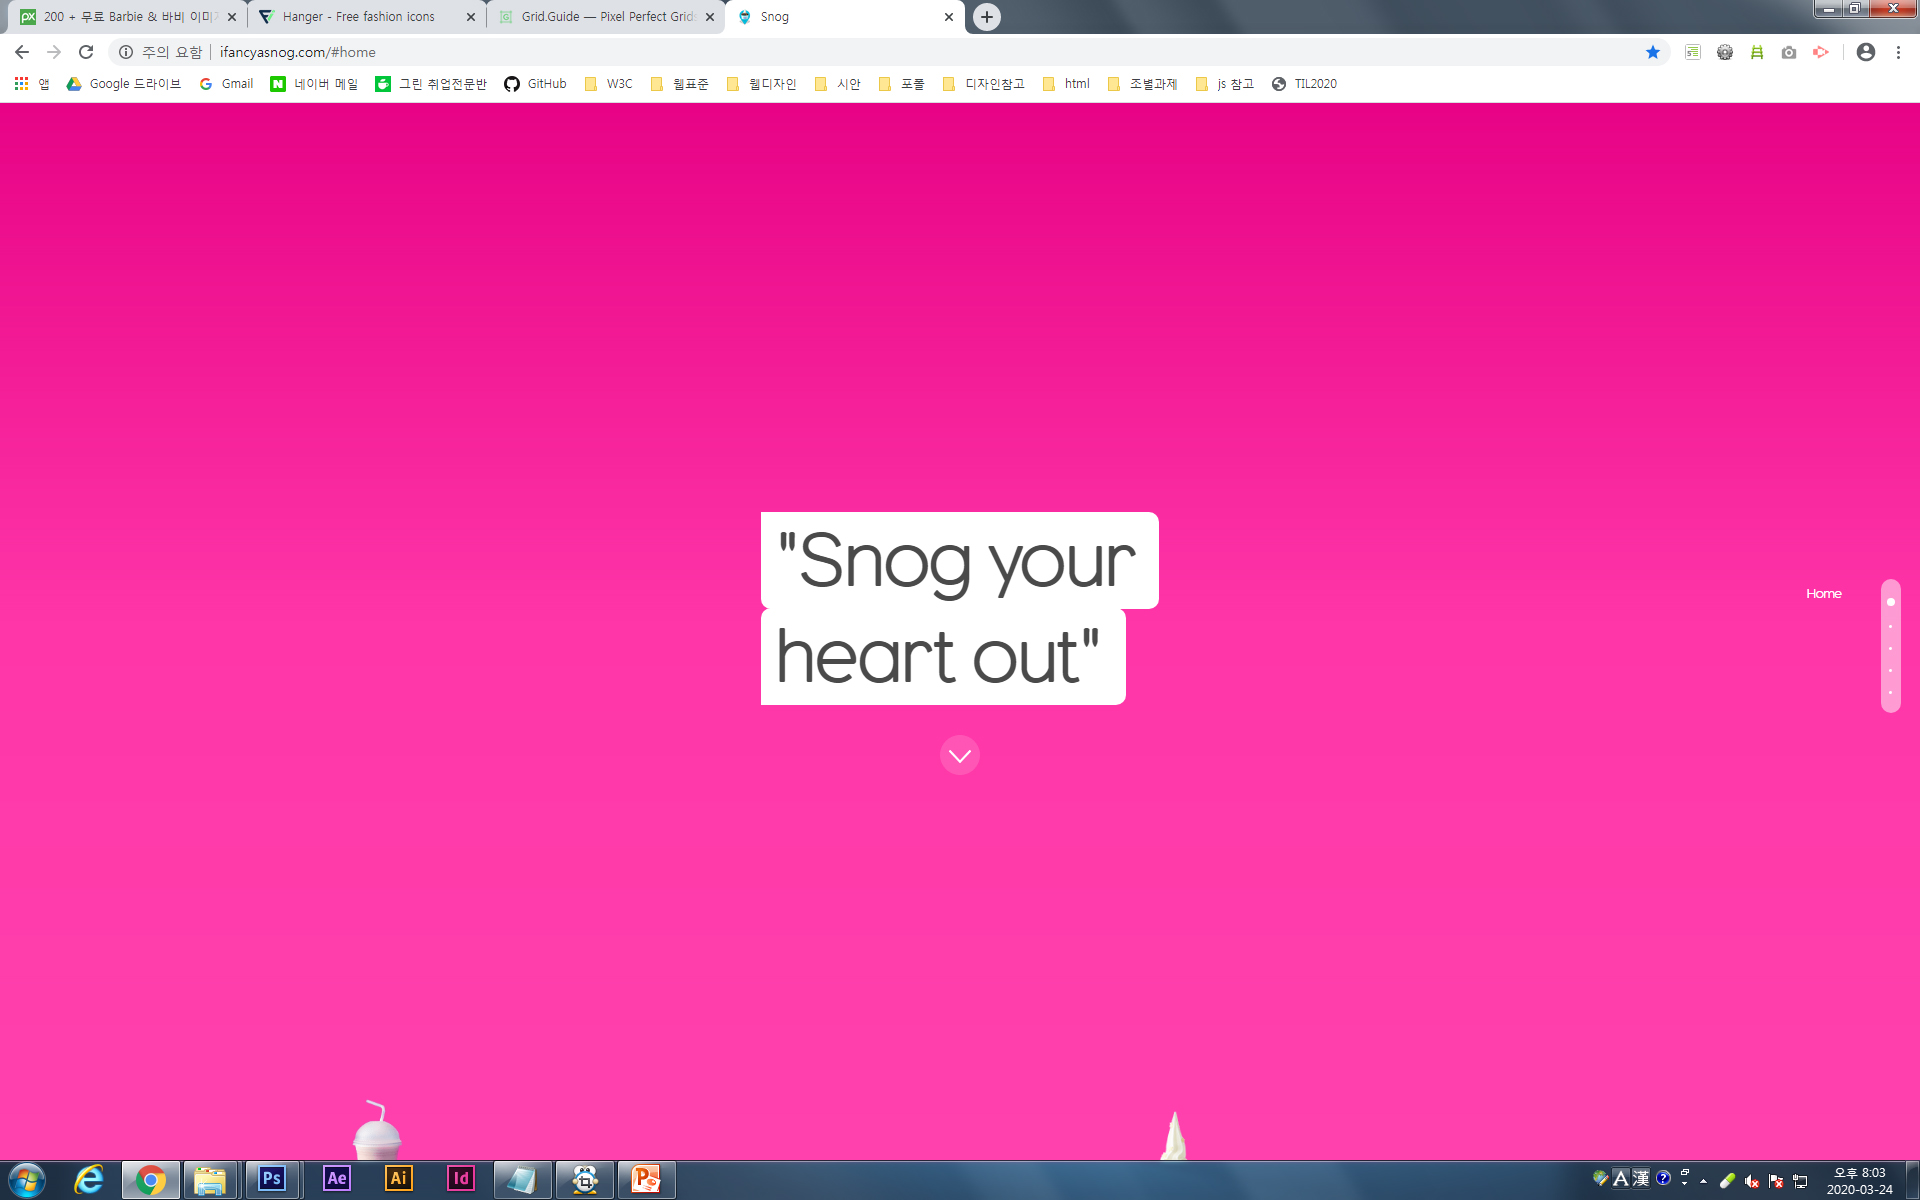 200 + 무료 Barbie & 바비 이미지
Hanger - Free fashion icons
Grid.Guide — Pixel Perfect Grids
Snog
주의 요함 ifancyasnog.com/#home
앱 Google 드라이브 Gmail 네이버 메일 그린 취업전문반 GitHub W3C 웹표준 웹디자인 시안 포폴 디자인참고 html 조별과제 js 참고 TIL2020
"Snog your
heart out"
Home
Ps Ae Ai Id
A 漢
오후 8:03
2020-03-24